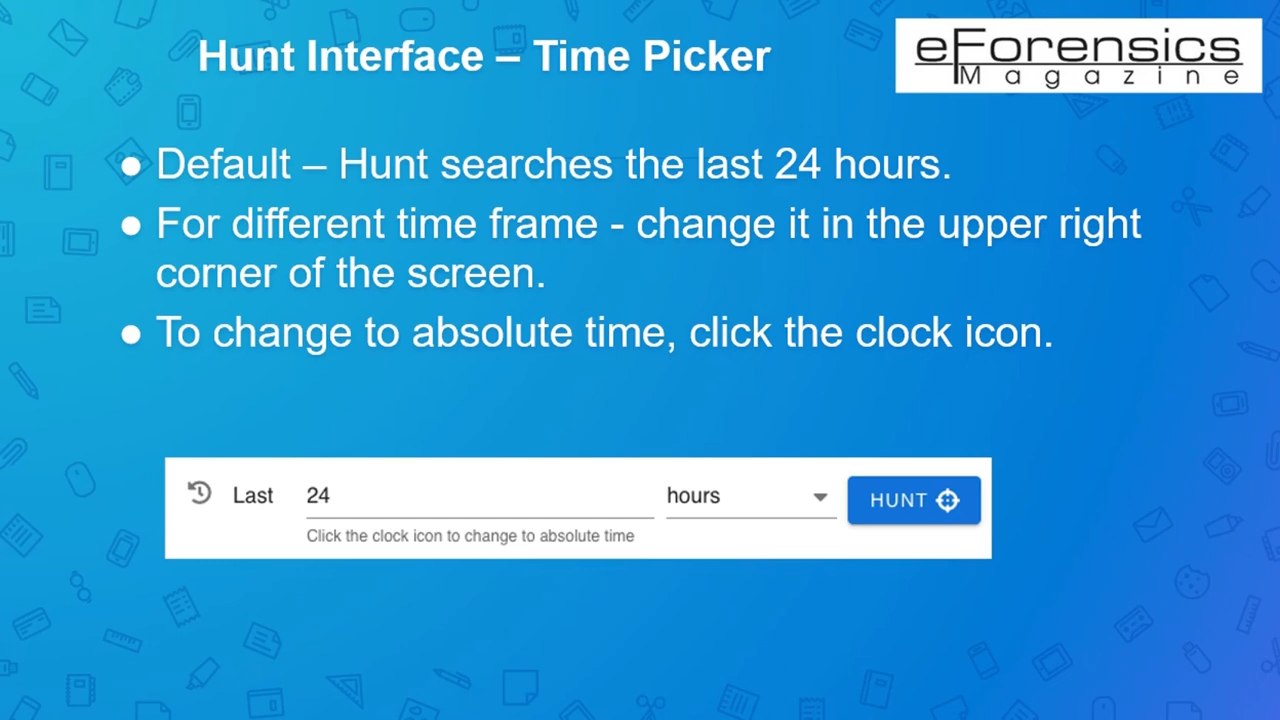 Hunt Interface – Time Picker
eForensics
Magazine
● Default – Hunt searches the last 24 hours.
● For different time frame - change it in the upper right
corner of the screen.
● To change to absolute time, click the clock icon.
Last 24 hours HUNT
Click the clock icon to change to absolute time